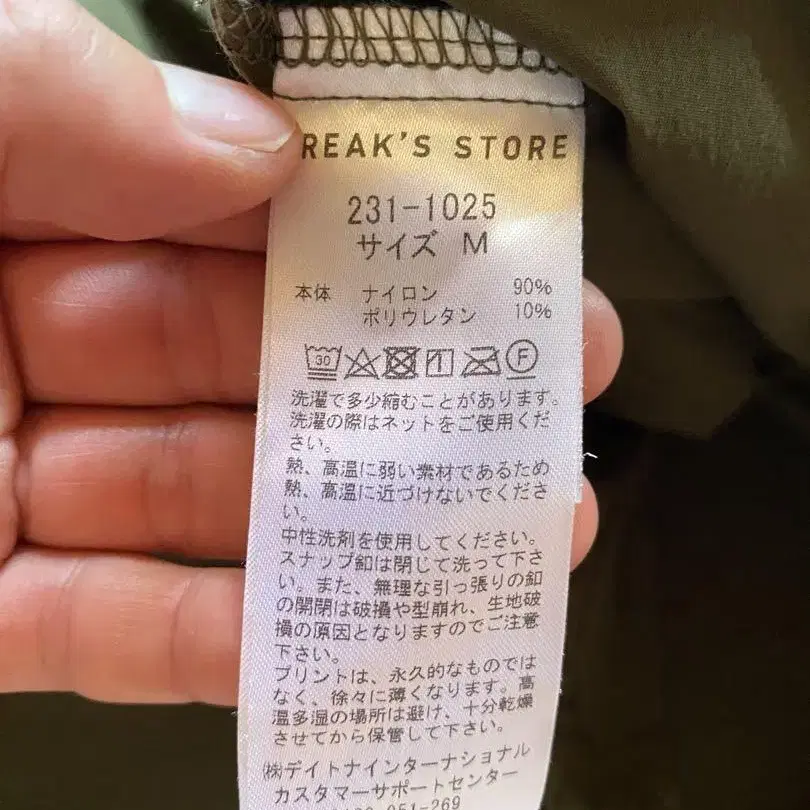 REAK'S STORE
231-1025
サイズ M
本体 ナイロン 90%
ポリウレタン 10%
30 F
洗濯で多少縮むことがあります。
洗濯の際はネットをご使用くだ
さい。
熱、高温に弱い素材であるため
熱、高温に近づけないでくださ
い。
中性洗剤を使用してください。
スナップ釦は閉じて洗って下さ
い。また、無理な引っ張りの釦
の開閉は破損や型崩れ、生地破
損の原因となりますのでご注意
下さい。
プリントは、永久的なものでは
なく、徐々に薄くなります。高
温多湿の場所は避け、十分乾燥
させてから保管して下さい。
㈱デイトナインターナショナル
カスタマーサポートセンター
051-269